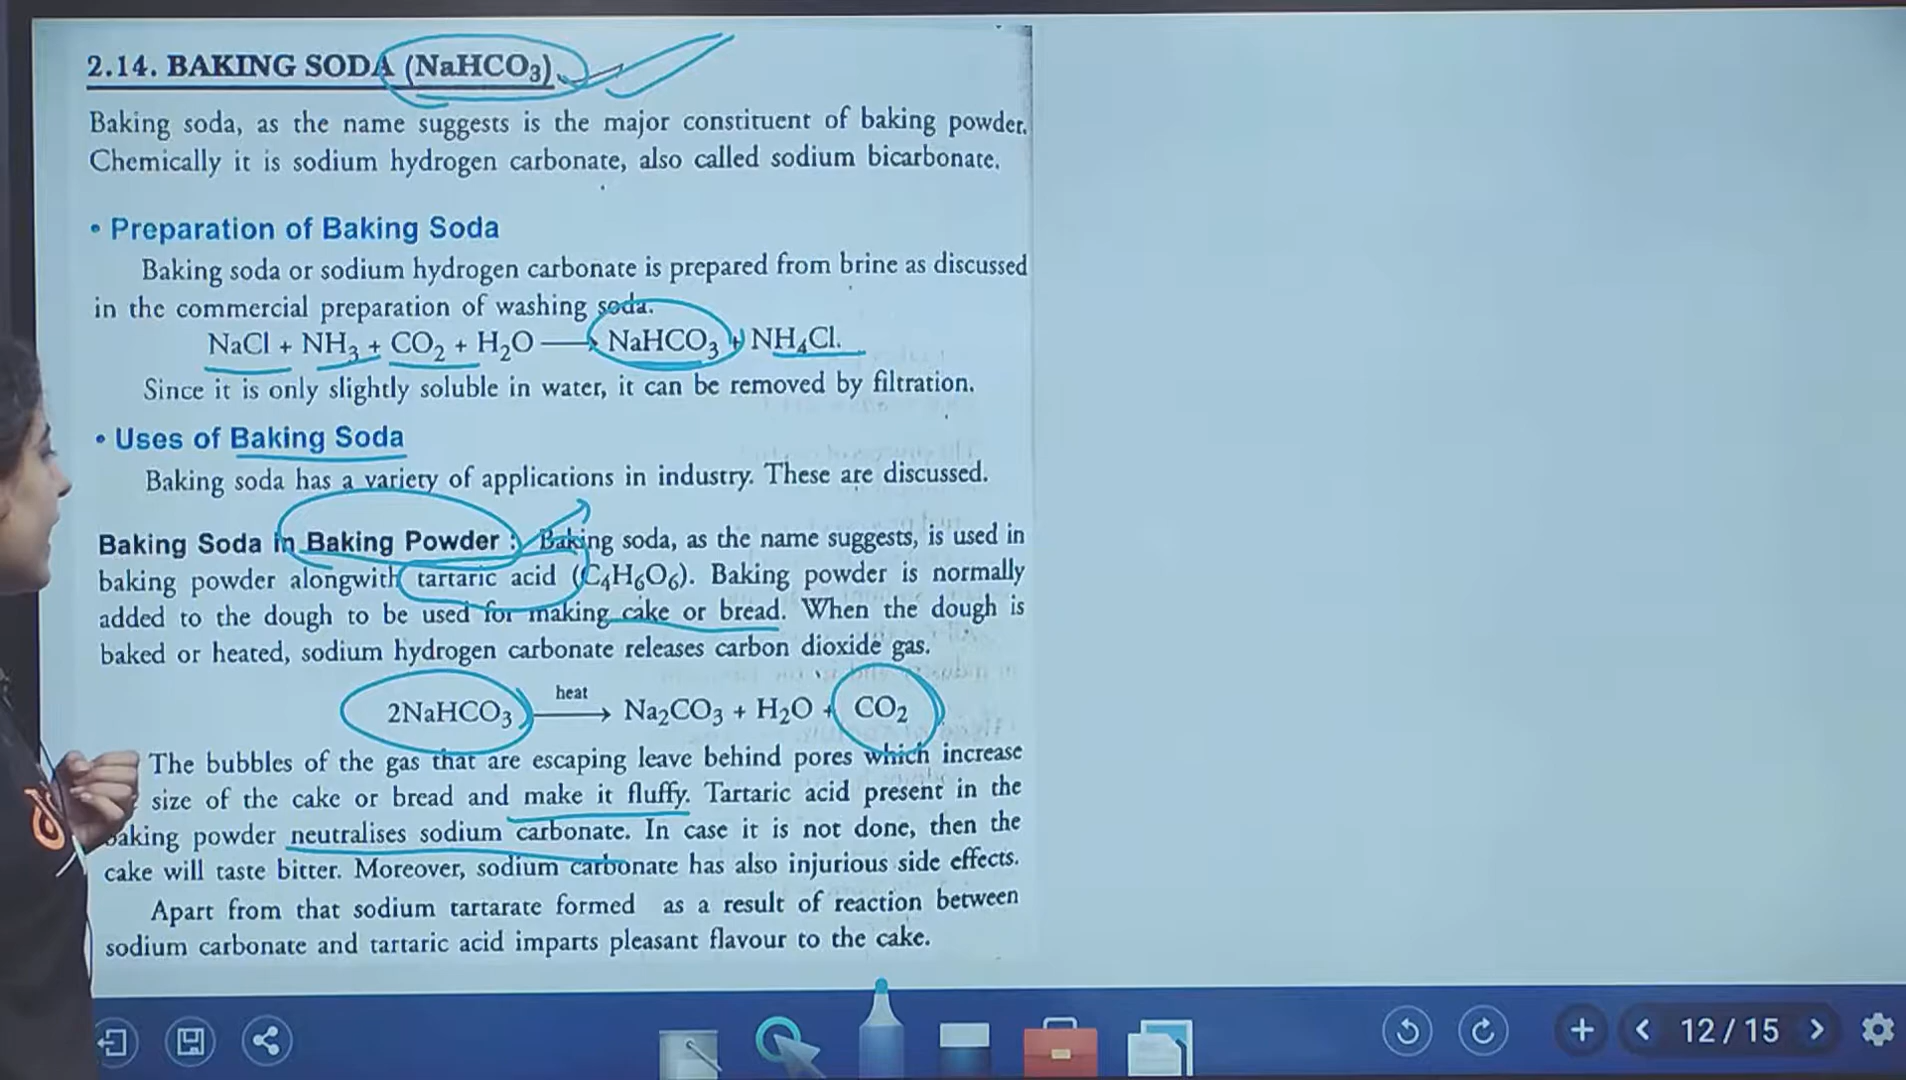 2.14. BAKING SODA (NaHCO₃)
Baking soda, as the name suggests is the major constituent of baking powder.
Chemically it is sodium hydrogen carbonate, also called sodium bicarbonate.
• Preparation of Baking Soda
Baking soda or sodium hydrogen carbonate is prepared from brine as discussed
in the commercial preparation of washing soda.
NaCl + NH₃ + CO₂ + H₂O ⟶ NaHCO₃ + NH₄Cl.
Since it is only slightly soluble in water, it can be removed by filtration.
• Uses of Baking Soda
Baking soda has a variety of applications in industry. These are discussed.
Baking Soda in Baking Powder : Baking soda, as the name suggests, is used in
baking powder alongwith tartaric acid (C₄H₆O₆). Baking powder is normally
added to the dough to be used for making cake or bread. When the dough is
baked or heated, sodium hydrogen carbonate releases carbon dioxide gas.
heat
2NaHCO₃ ⟶ Na₂CO₃ + H₂O + CO₂
The bubbles of the gas that are escaping leave behind pores which increase
size of the cake or bread and make it fluffy. Tartaric acid present in the
baking powder neutralises sodium carbonate. In case it is not done, then the
cake will taste bitter. Moreover, sodium carbonate has also injurious side effects.
Apart from that sodium tartarate formed as a result of reaction between
sodium carbonate and tartaric acid imparts pleasant flavour to the cake.
12 / 15